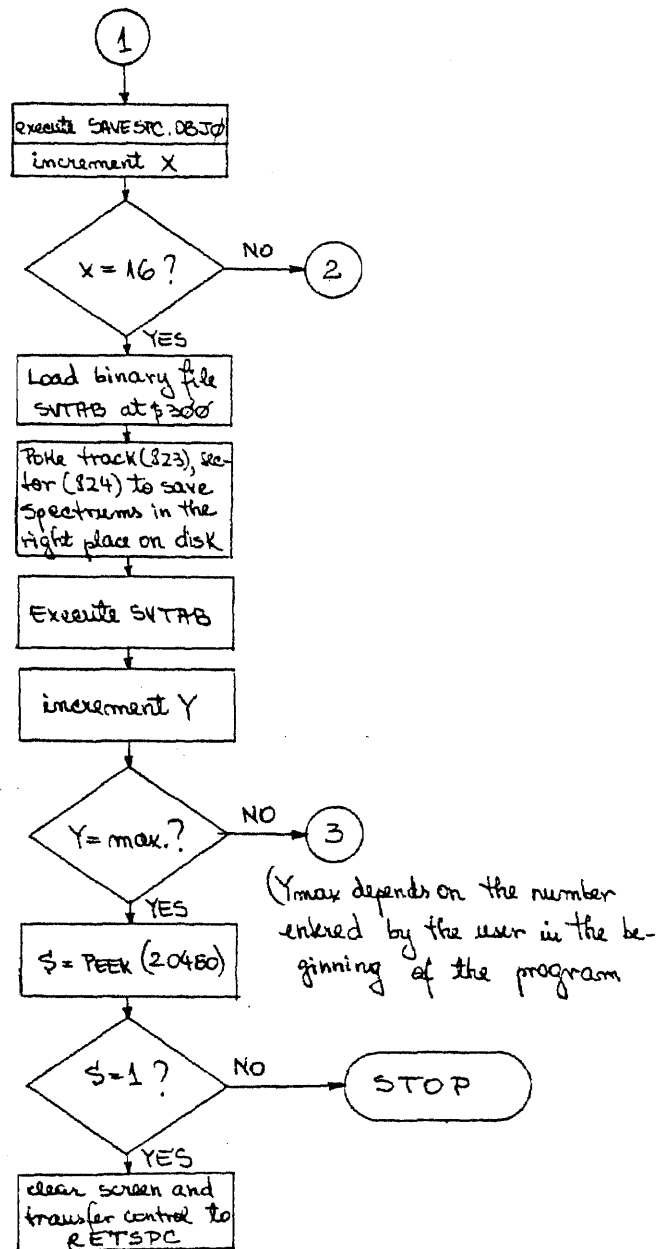 1
execute SAVESPC.OBJØ
increment X
X = 16 ?
NO
2
YES
Load binary file
SVTAB at $3ØØ
Poke track (823), sec-
tor (824) to save
Spectrums in the
right place on disk
Execute SVTAB
increment Y
Y = max.?
NO
3
YES
(Ymax depends on the number
entered by the user in the be-
ginning of the program
S = PEEK (20480)
S=1 ?
NO
STOP
YES
clear screen and
transfer control to
RETSPC